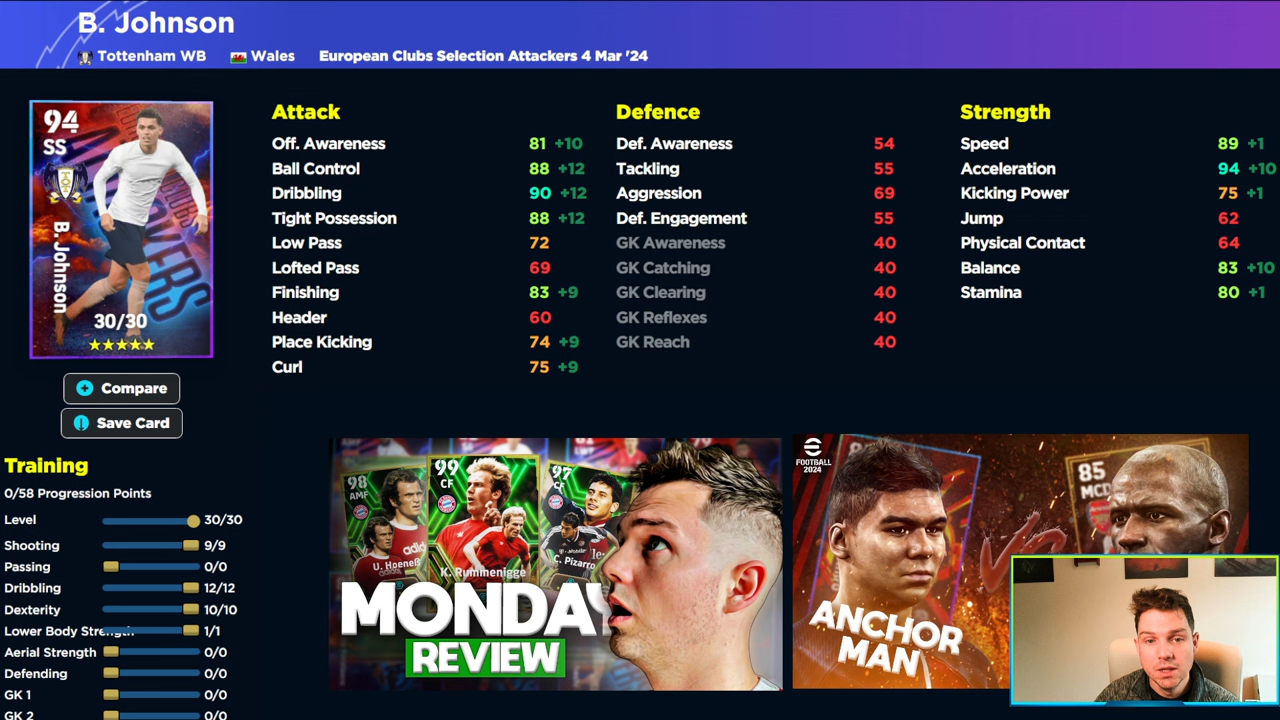 B. Johnson
Tottenham WB Wales European Clubs Selection Attackers 4 Mar '24
94
SS
B. Johnson
30/30
Compare
Save Card
Attack
Off. Awareness 81 +10
Ball Control 88 +12
Dribbling 90 +12
Tight Possession 88 +12
Low Pass 72
Lofted Pass 69
Finishing 83 +9
Header 60
Place Kicking 74 +9
Curl 75 +9
Defence
Def. Awareness 54
Tackling 55
Aggression 69
Def. Engagement 55
GK Awareness 40
GK Catching 40
GK Clearing 40
GK Reflexes 40
GK Reach 40
Strength
Speed 89 +1
Acceleration 94 +10
Kicking Power 75 +1
Jump 62
Physical Contact 64
Balance 83 +10
Stamina 80 +1
Training
0/58 Progression Points
Level 30/30
Shooting 9/9
Passing 0/0
Dribbling 12/12
Dexterity 10/10
Lower Body Strength 1/1
Aerial Strength 0/0
Defending 0/0
GK 1 0/0
GK 2 0/0
98
AMF
U. Hoeneß
99
CF
K. Rummenigge
97
CF
C. Pizarro
MONDAY
REVIEW
FOOTBALL
2024
85
ANCHOR
MAN